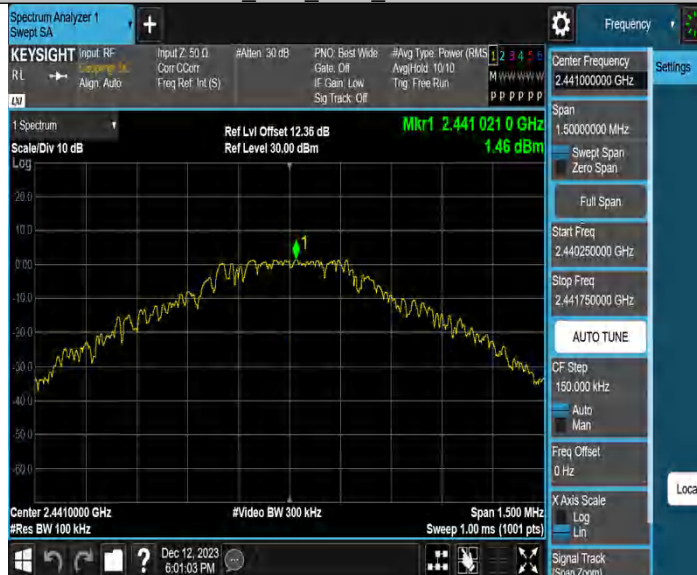 Spectrum Analyzer 1
Swept SA
Frequency
KEYSIGHT
RL
Input: RF
Align: Auto
Input Z: 50 Ω
Corr CCorr
Freq Ref: Int (S)
#Atten: 30 dB
PNO: Best Wide
Gate: Off
IF Gain: Low
Sig Track: Off
#Avg Type: Power (RMS
Avg|Hold: 10/10
Trig: Free Run
1 2 3 4 5 6
M W W W W W
P P P P P P
1 Spectrum
Scale/Div 10 dB
Ref Lvl Offset 12.36 dB
Ref Level 30.00 dBm
Mkr1 2.441 021 0 GHz
1.46 dBm
Log
20.0
10.0
0.00
-10.0
-20.0
-30.0
-40.0
-50.0
-60.0
1
Center 2.4410000 GHz
#Res BW 100 kHz
#Video BW 300 kHz
Span 1.500 MHz
Sweep 1.00 ms (1001 pts)
Dec 12, 2023
6:01:03 PM
Center Frequency
2.441000000 GHz
Settings
Span
1.50000000 MHz
Swept Span
Zero Span
Full Span
Start Freq
2.440250000 GHz
Stop Freq
2.441750000 GHz
AUTO TUNE
CF Step
150.000 kHz
Auto
Man
Freq Offset
0 Hz
X Axis Scale
Log
Lin
Loca
Signal Track
(Span Zoom)